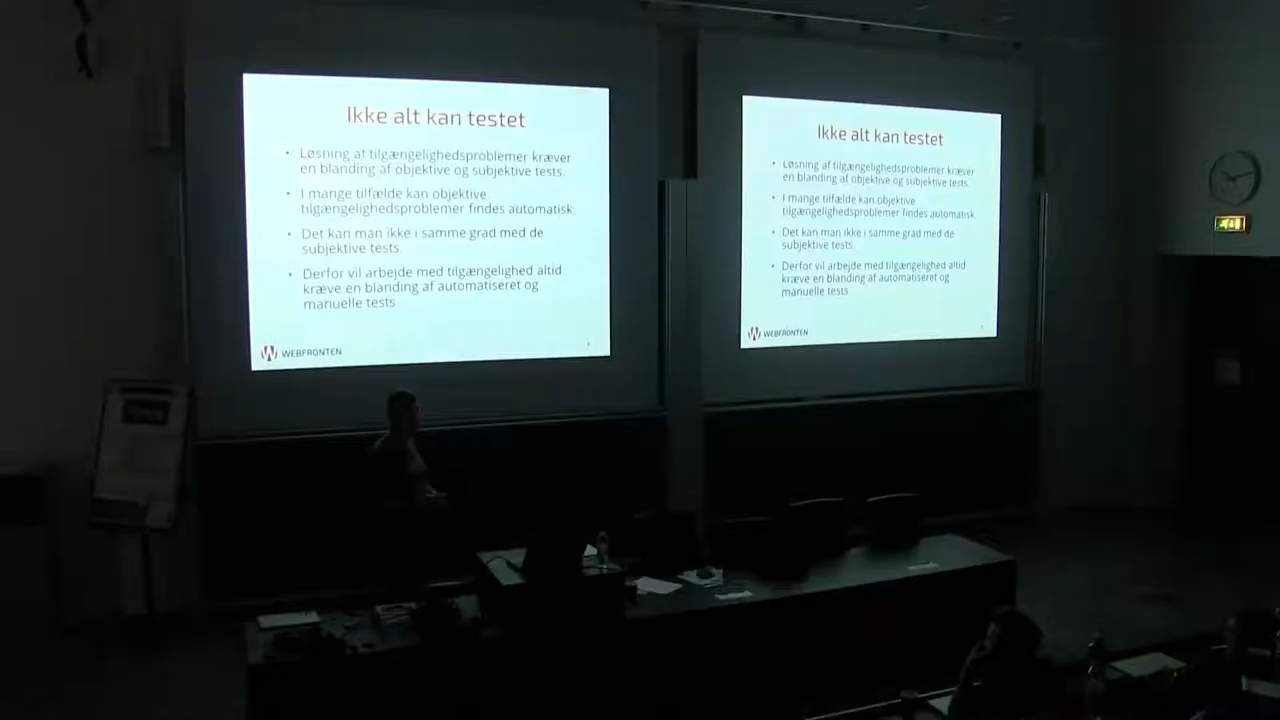 Ikke alt kan testet
• Løsning af tilgængelighedsproblemer kræver
en blanding af objektive og subjektive tests.
• I mange tilfælde kan objektive
tilgængelighedsproblemer findes automatisk.
• Det kan man ikke i samme grad med de
subjektive tests.
• Derfor vil arbejde med tilgængelighed altid
kræve en blanding af automatiseret og
manuelle tests
WEBFRONTEN
Ikke alt kan testet
• Løsning af tilgængelighedsproblemer kræver
en blanding af objektive og subjektive tests.
• I mange tilfælde kan objektive
tilgængelighedsproblemer findes automatisk.
• Det kan man ikke i samme grad med de
subjektive tests.
• Derfor vil arbejde med tilgængelighed altid
kræve en blanding af automatiseret og
manuelle tests
WEBFRONTEN